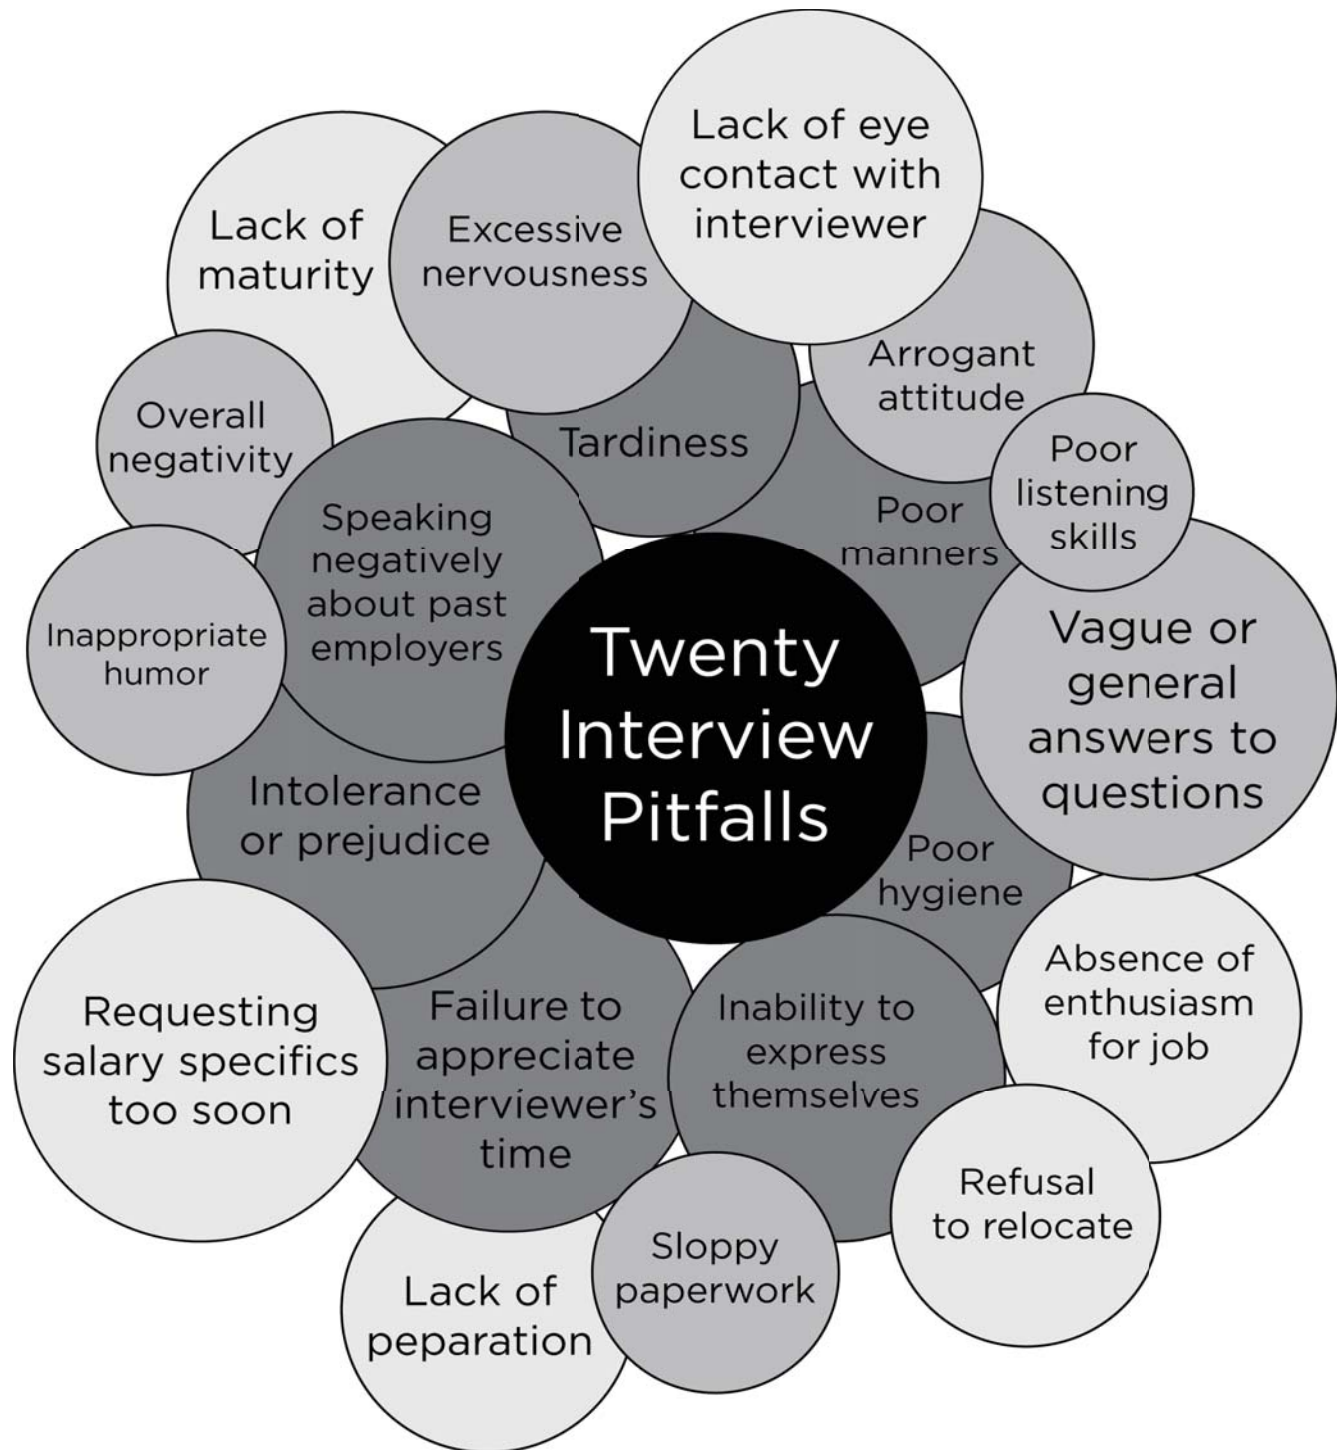 Lack of eye
contact with
interviewer
Lack of
maturity
Excessive
nervousness
Arrogant
attitude
Overall
negativity
Tardiness
Poor
listening
skills
Speaking
negatively
about past
employers
Poor
manners
Inappropriate
humor
Twenty
Interview
Pitfalls
Vague or
general
answers to
questions
Intolerance
or prejudice
Poor
hygiene
Requesting
salary specifics
too soon
Failure to
appreciate
interviewer’s
time
Inability to
express
themselves
Absence of
enthusiasm
for job
Refusal
to relocate
Lack of
peparation
Sloppy
paperwork